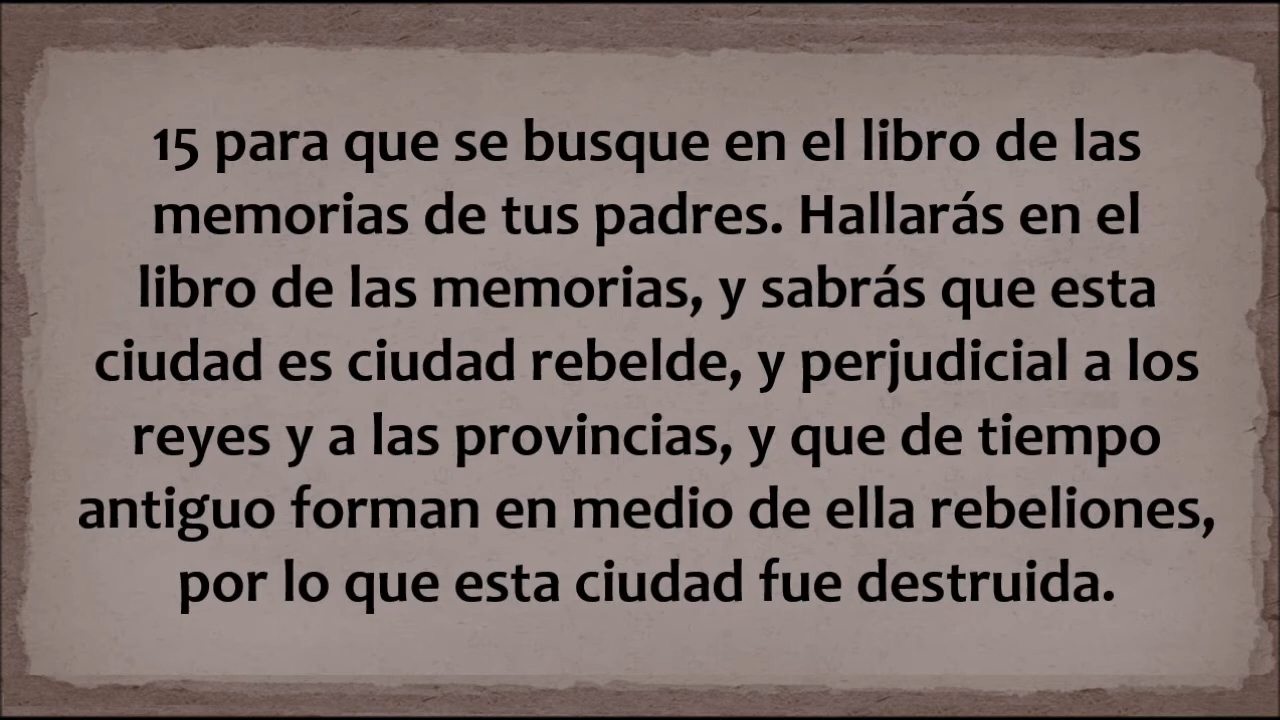 15 para que se busque en el libro de las
memorias de tus padres. Hallarás en el
libro de las memorias, y sabrás que esta
ciudad es ciudad rebelde, y perjudicial a los
reyes y a las provincias, y que de tiempo
antiguo forman en medio de ella rebeliones,
por lo que esta ciudad fue destruida.